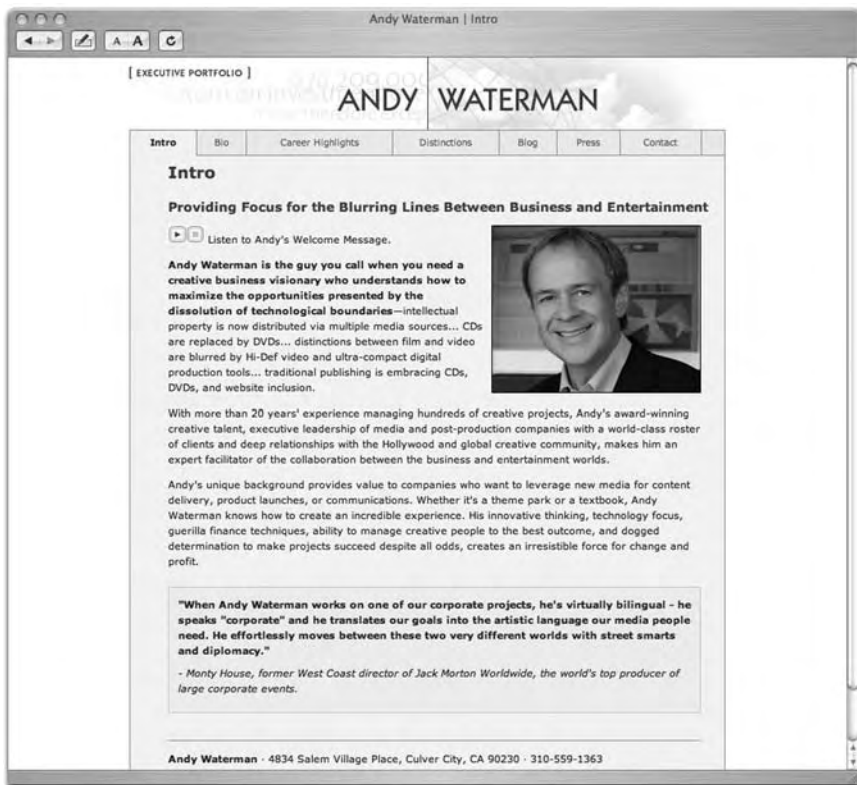 Andy Waterman | Intro
A A
[ EXECUTIVE PORTFOLIO ]
ANDY WATERMAN
Intro Bio Career Highlights Distinctions Blog Press Contact
Intro
Providing Focus for the Blurring Lines Between Business and Entertainment
Listen to Andy's Welcome Message.
Andy Waterman is the guy you call when you need a
creative business visionary who understands how to
maximize the opportunities presented by the
dissolution of technological boundaries—intellectual
property is now distributed via multiple media sources... CDs
are replaced by DVDs... distinctions between film and video
are blurred by Hi-Def video and ultra-compact digital
production tools... traditional publishing is embracing CDs,
DVDs, and website inclusion.
With more than 20 years' experience managing hundreds of creative projects, Andy's award-winning
creative talent, executive leadership of media and post-production companies with a world-class roster
of clients and deep relationships with the Hollywood and global creative community, makes him an
expert facilitator of the collaboration between the business and entertainment worlds.
Andy's unique background provides value to companies who want to leverage new media for content
delivery, product launches, or communications. Whether it's a theme park or a textbook, Andy
Waterman knows how to create an incredible experience. His innovative thinking, technology focus,
guerilla finance techniques, ability to manage creative people to the best outcome, and dogged
determination to make projects succeed despite all odds, creates an irresistible force for change and
profit.
"When Andy Waterman works on one of our corporate projects, he's virtually bilingual - he
speaks "corporate" and he translates our goals into the artistic language our media people
need. He effortlessly moves between these two very different worlds with street smarts
and diplomacy."
- Monty House, former West Coast director of Jack Morton Worldwide, the world's top producer of
large corporate events.
Andy Waterman · 4834 Salem Village Place, Culver City, CA 90230 · 310-559-1363